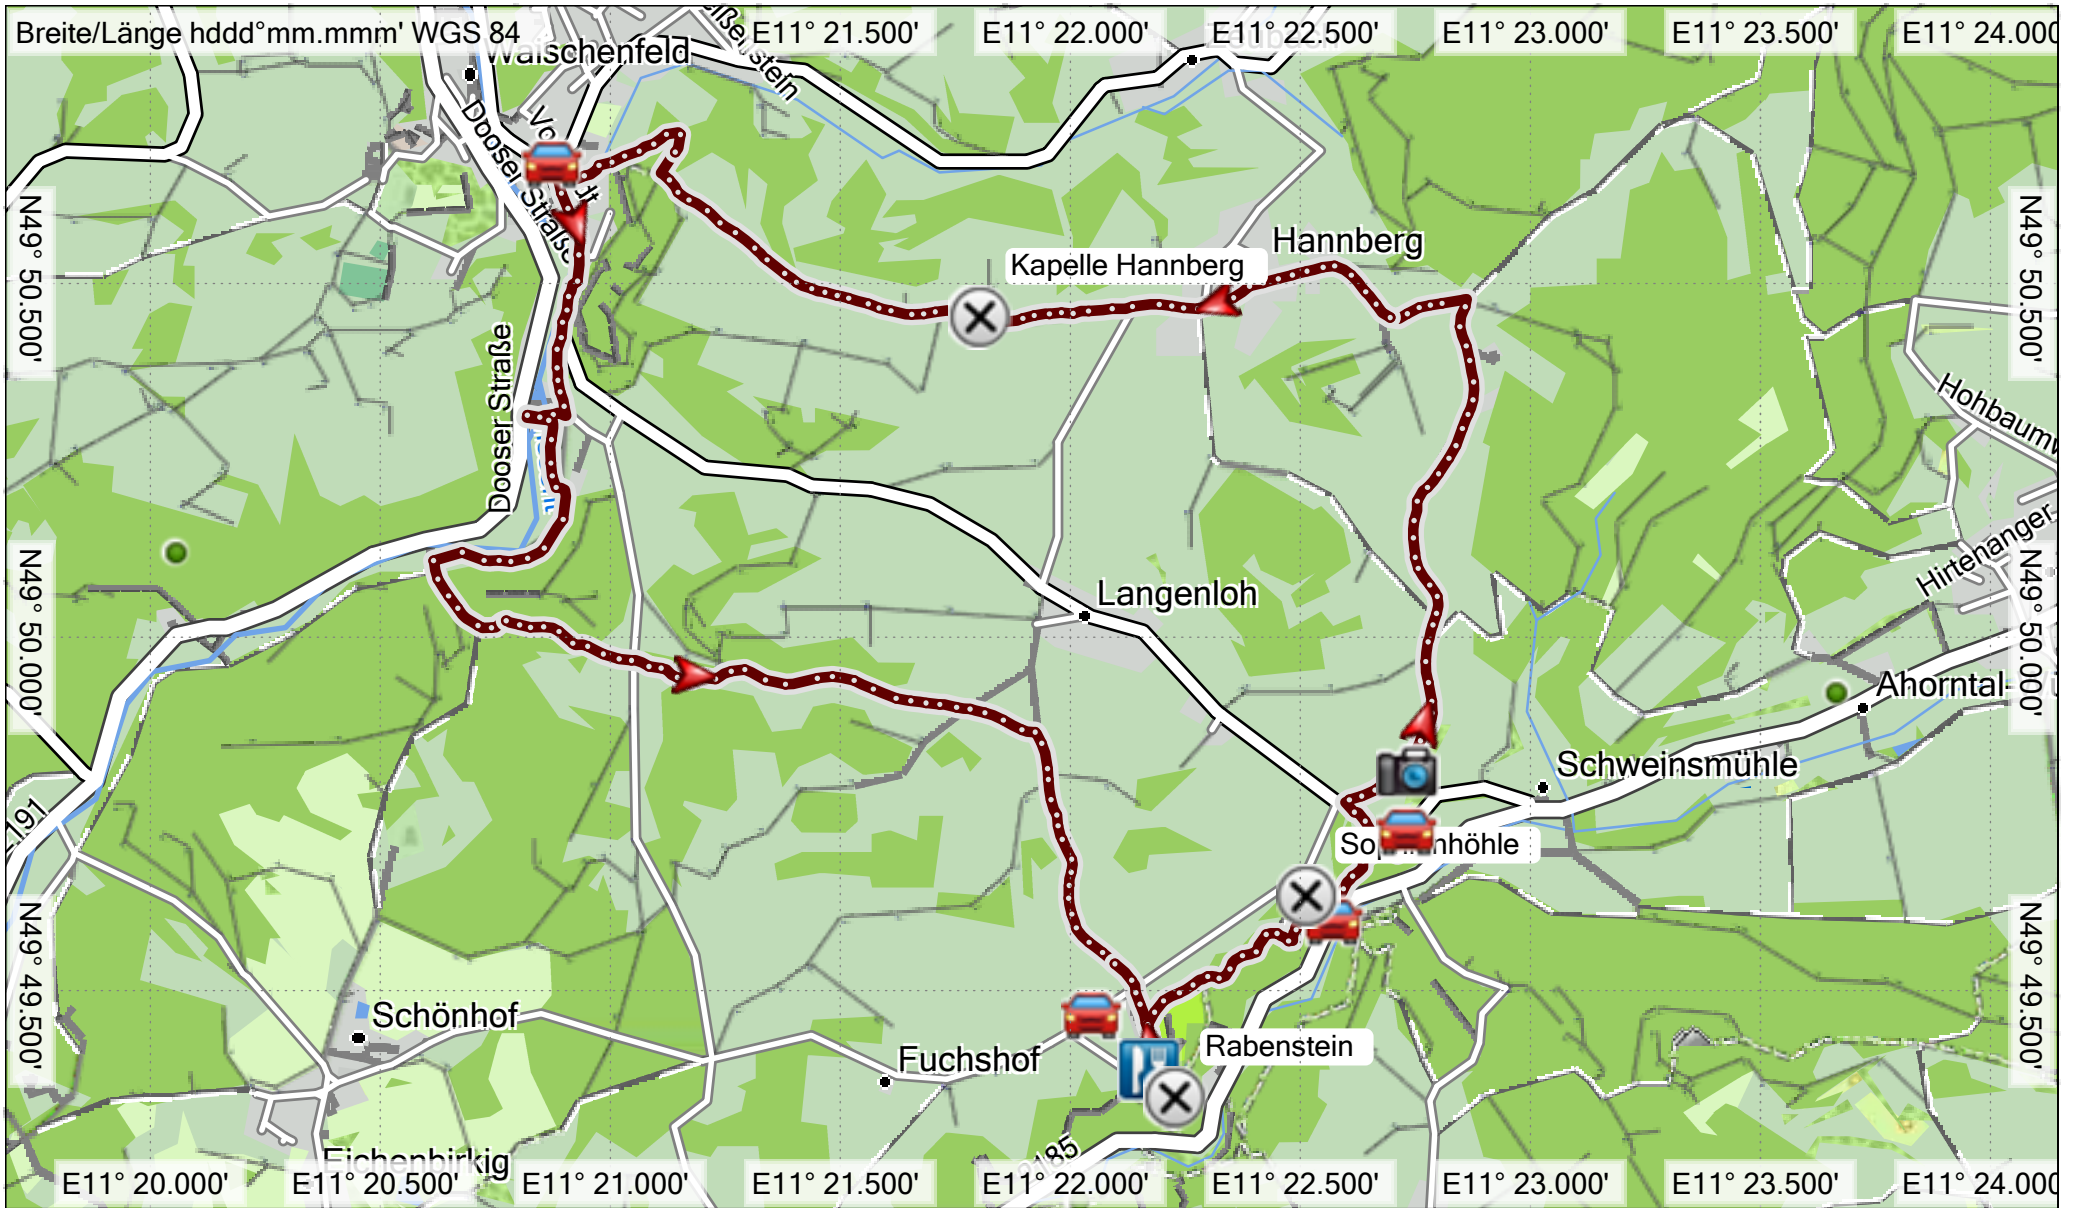 Breite/Länge hddd°mm.mmm' WGS 84
E11° 21.500'
E11° 22.000'
E11° 22.500'
E11° 23.000'
E11° 23.500'
E11° 24.000
Waischenfeld
Dooser Straße
N49° 50.500'
N49° 50.500'
Hannberg
Kapelle Hannberg
Dooser Straße
Hohbaumw
Hirtenanger
N49° 50.000'
N49° 50.000'
Langenloh
Ahorntal
Schweinsmühle
191
N49° 49.500'
N49° 49.500'
Schönhof
Fuchshof
Rabenstein
2185
Eichenbirkig
E11° 20.000'
E11° 20.500'
E11° 21.000'
E11° 21.500'
E11° 22.000'
E11° 22.500'
E11° 23.000'
E11° 23.500'
E11° 24.000